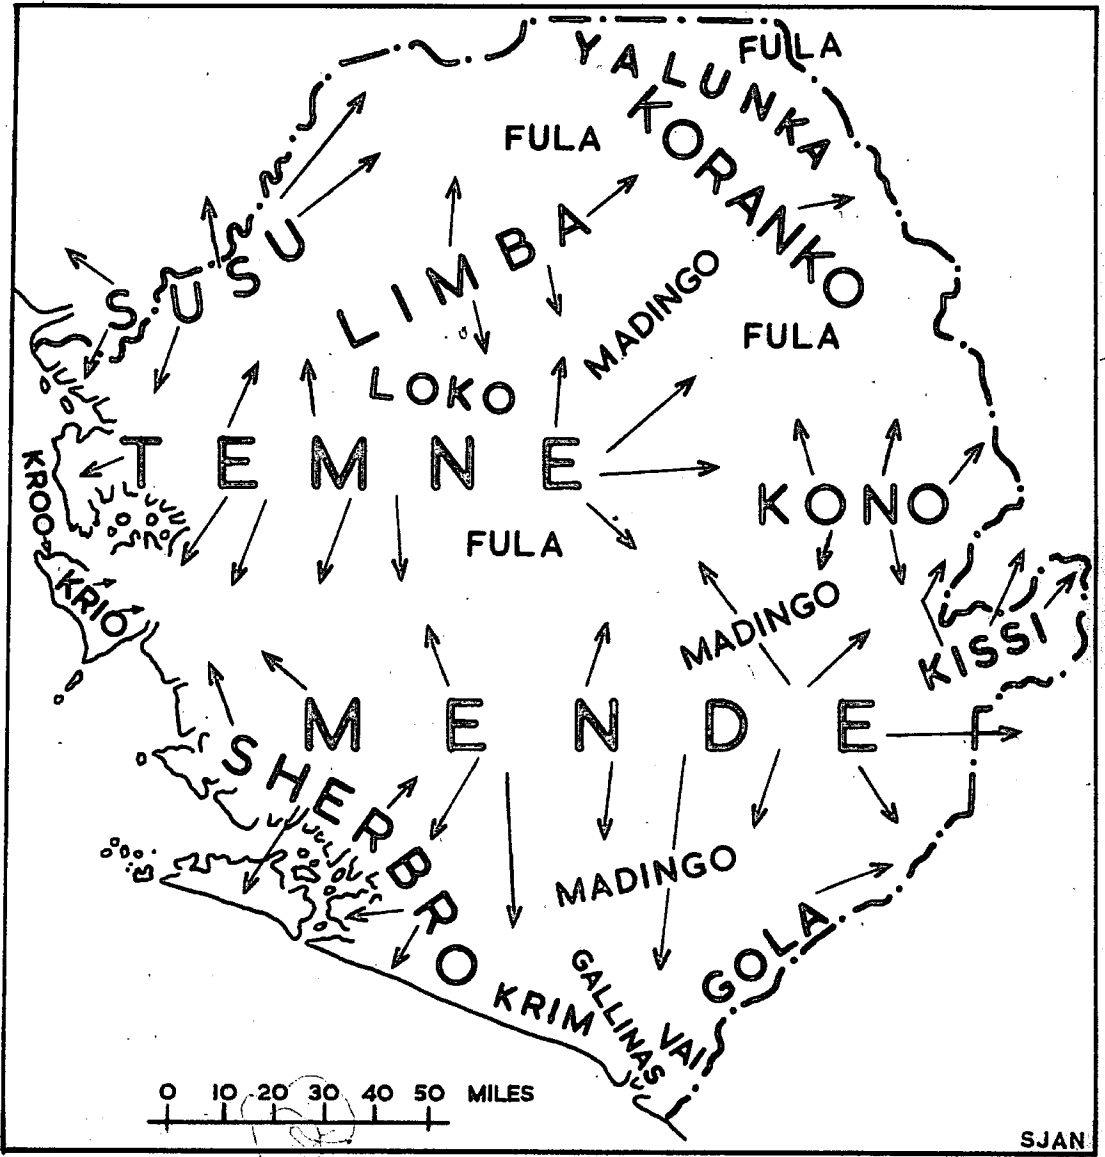 FULA
YALUNKA
KORANKO
FULA
SUSU
LIMBA
MADINGO
FULA
LOKO
TEMNE
KROO
KONO
FULA
KRIO
MADINGO
KISSI
MENDE
SHERBRO
MADINGO
GOLA
KRIM
GALLINAS
VAI
0 10 20 30 40 50 MILES
SJAN